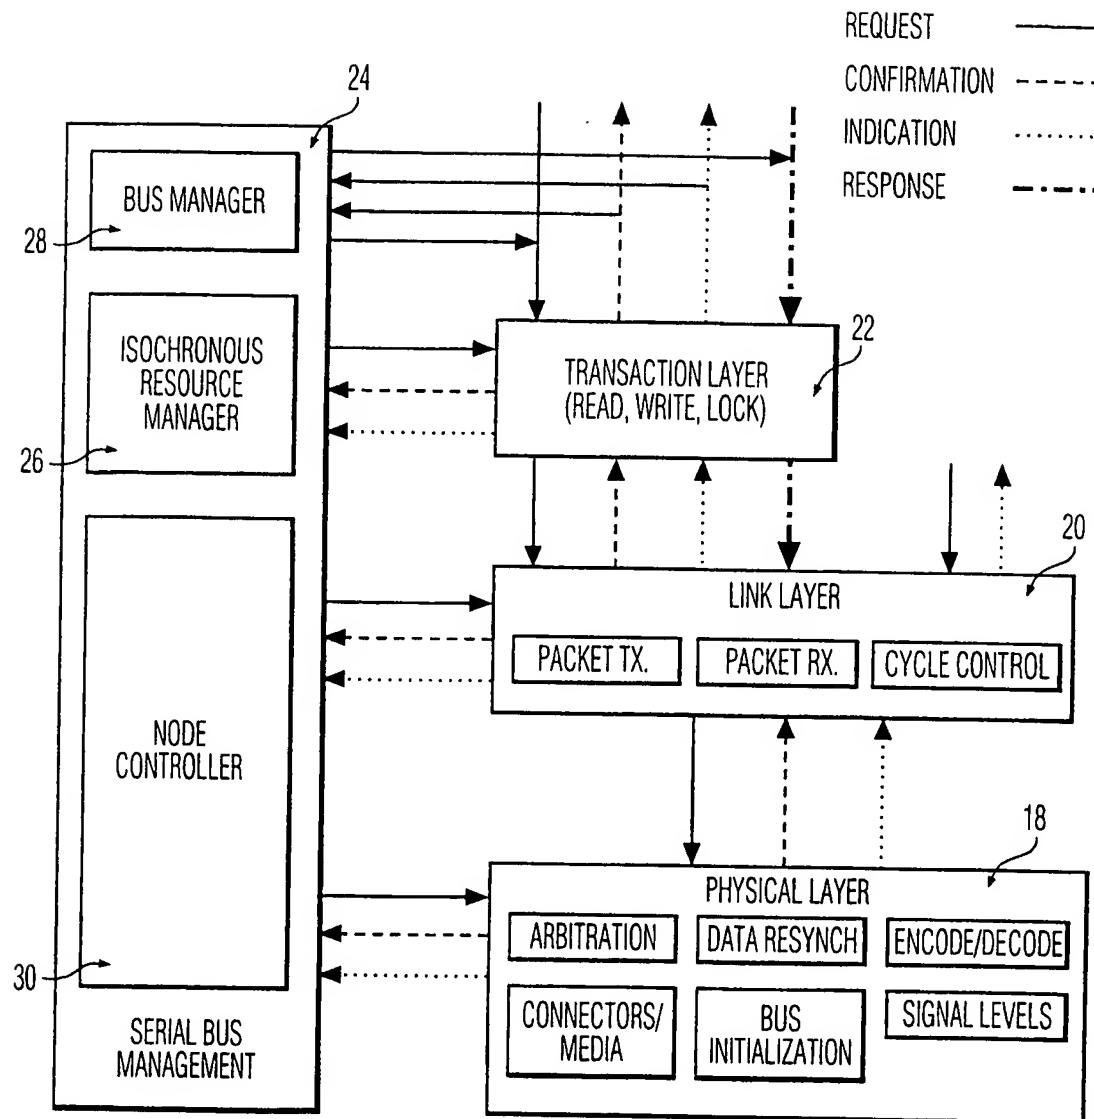 REQUEST
CONFIRMATION
INDICATION
RESPONSE
24
BUS MANAGER
28
ISOCHRONOUS
RESOURCE
MANAGER
26
22
TRANSACTION LAYER
(READ, WRITE, LOCK)
20
LINK LAYER
PACKET TX.
PACKET RX.
CYCLE CONTROL
NODE
CONTROLLER
30
SERIAL BUS
MANAGEMENT
18
PHYSICAL LAYER
ARBITRATION
DATA RESYNCH
ENCODE/DECODE
CONNECTORS/
MEDIA
BUS
INITIALIZATION
SIGNAL LEVELS